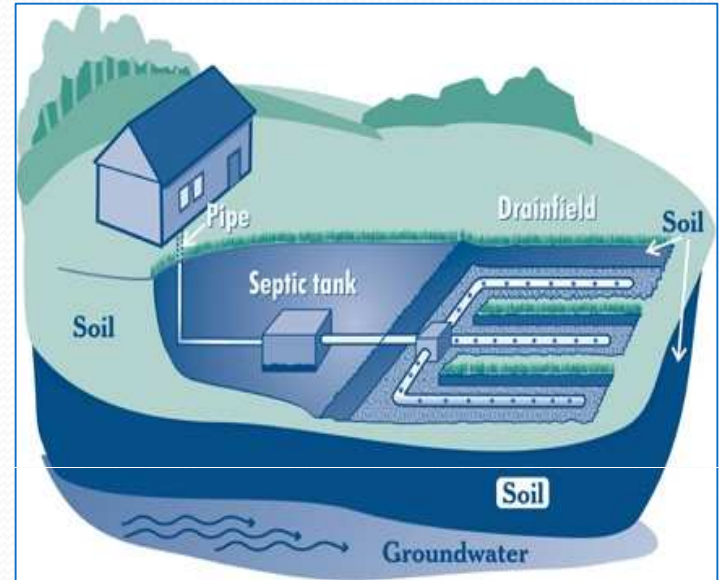 Pipe
Drainfield
Soil
Septic tank
Soil
Soil
Groundwater